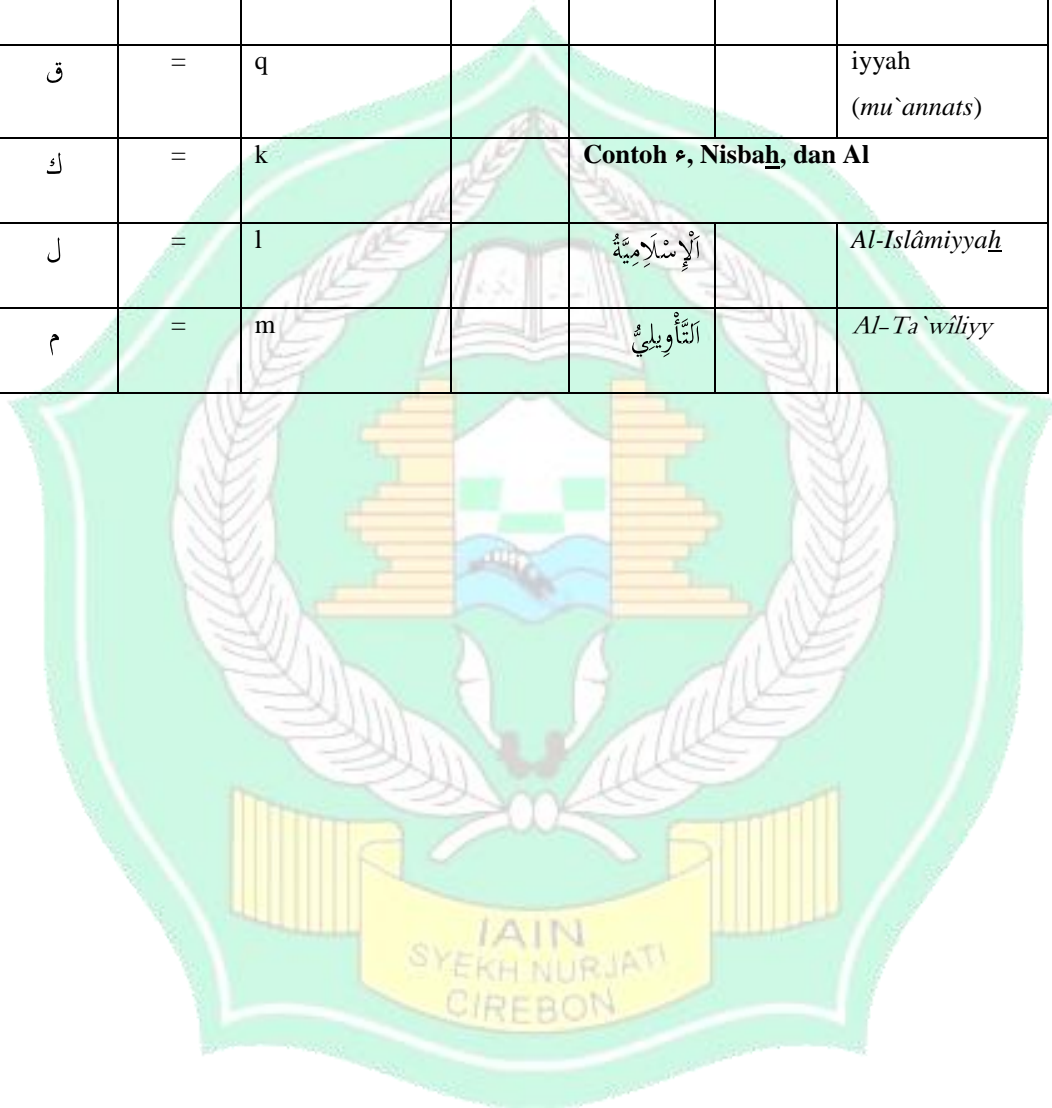 ق = q iyyah
(mu`annats)
ك = k Contoh ء, Nisbah, dan Al
ل = l اَلْإِسْلَامِيَّةُ Al-Islâmiyyah
م = m اَلتَّأْوِيلِيُّ Al-Ta`wîliyy
IAIN
SYEKH NURJATI
CIREBON